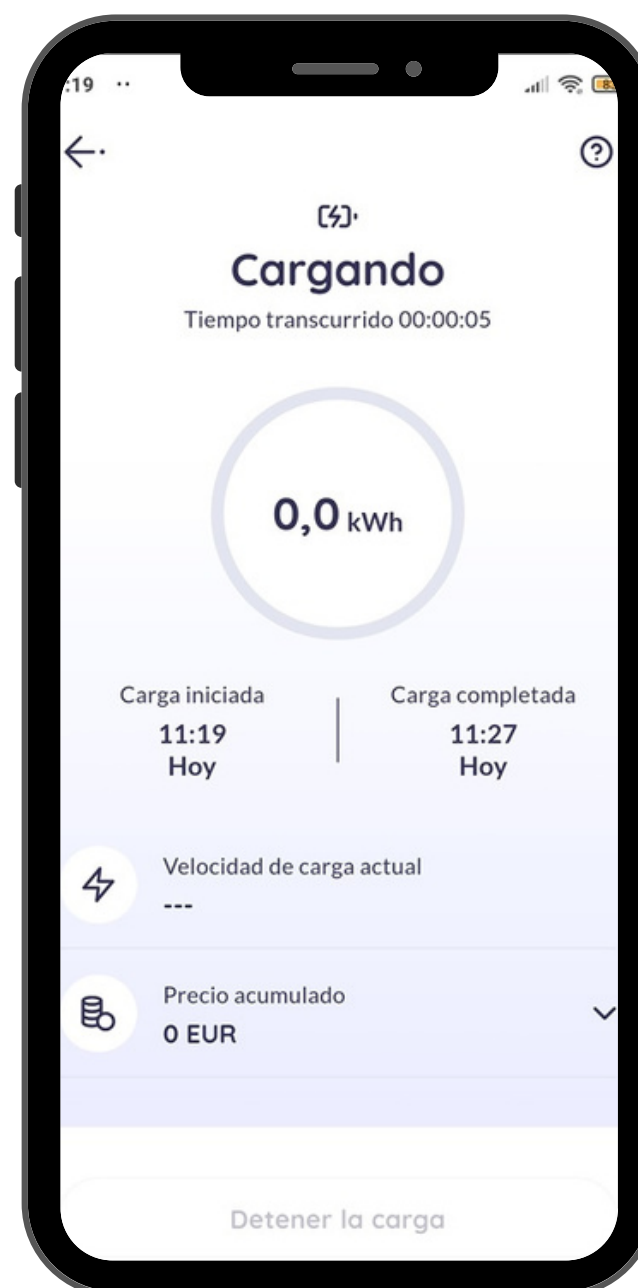 :19
Cargando
Tiempo transcurrido 00:00:05
0,0 kWh
Carga iniciada
11:19
Hoy
Carga completada
11:27
Hoy
Velocidad de carga actual
---
Precio acumulado
0 EUR
Detener la carga